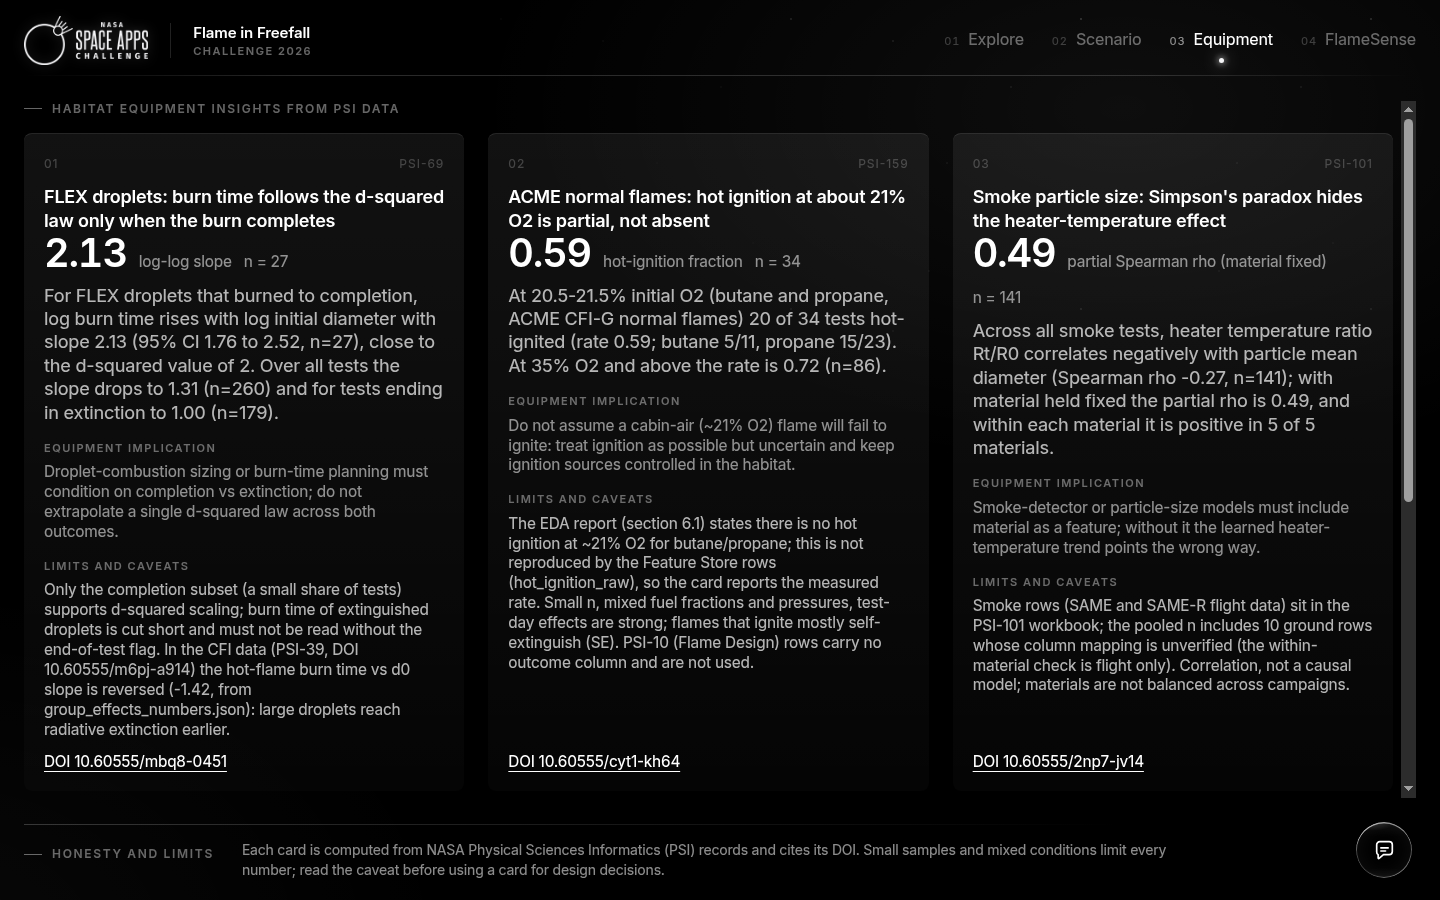 NASA
SPACE APPS
CHALLENGE
Flame in Freefall
CHALLENGE 2026
01 Explore
02 Scenario
03 Equipment
04 FlameSense
HABITAT EQUIPMENT INSIGHTS FROM PSI DATA
01 PSI-69
FLEX droplets: burn time follows the d-squared
law only when the burn completes
2.13 log-log slope n = 27
For FLEX droplets that burned to completion,
log burn time rises with log initial diameter with
slope 2.13 (95% CI 1.76 to 2.52, n=27), close to
the d-squared value of 2. Over all tests the
slope drops to 1.31 (n=260) and for tests ending
in extinction to 1.00 (n=179).
EQUIPMENT IMPLICATION
Droplet-combustion sizing or burn-time planning must
condition on completion vs extinction; do not
extrapolate a single d-squared law across both
outcomes.
LIMITS AND CAVEATS
Only the completion subset (a small share of tests)
supports d-squared scaling; burn time of extinguished
droplets is cut short and must not be read without the
end-of-test flag. In the CFI data (PSI-39, DOI
10.60555/m6pj-a914) the hot-flame burn time vs d0
slope is reversed (-1.42, from
group_effects_numbers.json): large droplets reach
radiative extinction earlier.
DOI 10.60555/mbq8-0451
02 PSI-159
ACME normal flames: hot ignition at about 21%
O2 is partial, not absent
0.59 hot-ignition fraction n = 34
At 20.5-21.5% initial O2 (butane and propane,
ACME CFI-G normal flames) 20 of 34 tests hot-
ignited (rate 0.59; butane 5/11, propane 15/23).
At 35% O2 and above the rate is 0.72 (n=86).
EQUIPMENT IMPLICATION
Do not assume a cabin-air (~21% O2) flame will fail to
ignite: treat ignition as possible but uncertain and keep
ignition sources controlled in the habitat.
LIMITS AND CAVEATS
The EDA report (section 6.1) states there is no hot
ignition at ~21% O2 for butane/propane; this is not
reproduced by the Feature Store rows
(hot_ignition_raw), so the card reports the measured
rate. Small n, mixed fuel fractions and pressures, test-
day effects are strong; flames that ignite mostly self-
extinguish (SE). PSI-10 (Flame Design) rows carry no
outcome column and are not used.
DOI 10.60555/cyt1-kh64
03 PSI-101
Smoke particle size: Simpson's paradox hides
the heater-temperature effect
0.49 partial Spearman rho (material fixed)
n = 141
Across all smoke tests, heater temperature ratio
Rt/R0 correlates negatively with particle mean
diameter (Spearman rho -0.27, n=141); with
material held fixed the partial rho is 0.49, and
within each material it is positive in 5 of 5
materials.
EQUIPMENT IMPLICATION
Smoke-detector or particle-size models must include
material as a feature; without it the learned heater-
temperature trend points the wrong way.
LIMITS AND CAVEATS
Smoke rows (SAME and SAME-R flight data) sit in the
PSI-101 workbook; the pooled n includes 10 ground rows
whose column mapping is unverified (the within-
material check is flight only). Correlation, not a causal
model; materials are not balanced across campaigns.
DOI 10.60555/2np7-jv14
HONESTY AND LIMITS
Each card is computed from NASA Physical Sciences Informatics (PSI) records and cites its DOI. Small samples and mixed conditions limit every
number; read the caveat before using a card for design decisions.